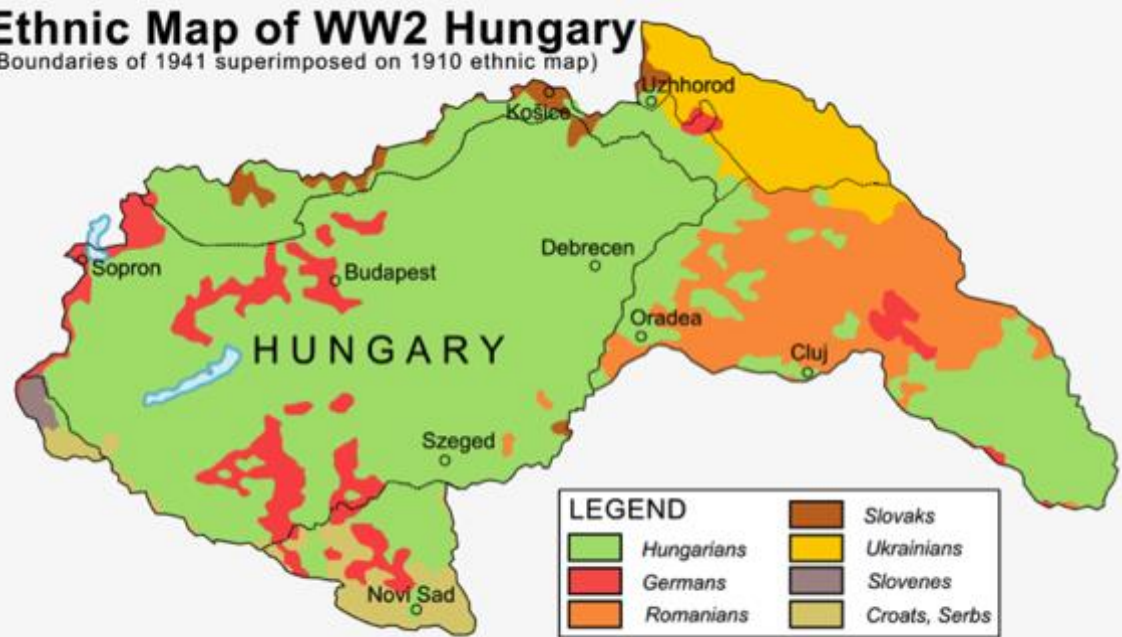 Ethnic Map of WW2 Hungary
Boundaries of 1941 superimposed on 1910 ethnic map)
Uzhhorod
Košice
Sopron
Budapest
Debrecen
HUNGARY
Oradea
Cluj
Szeged
Novi Sad
LEGEND
Hungarians
Germans
Romanians
Slovaks
Ukrainians
Slovenes
Croats, Serbs